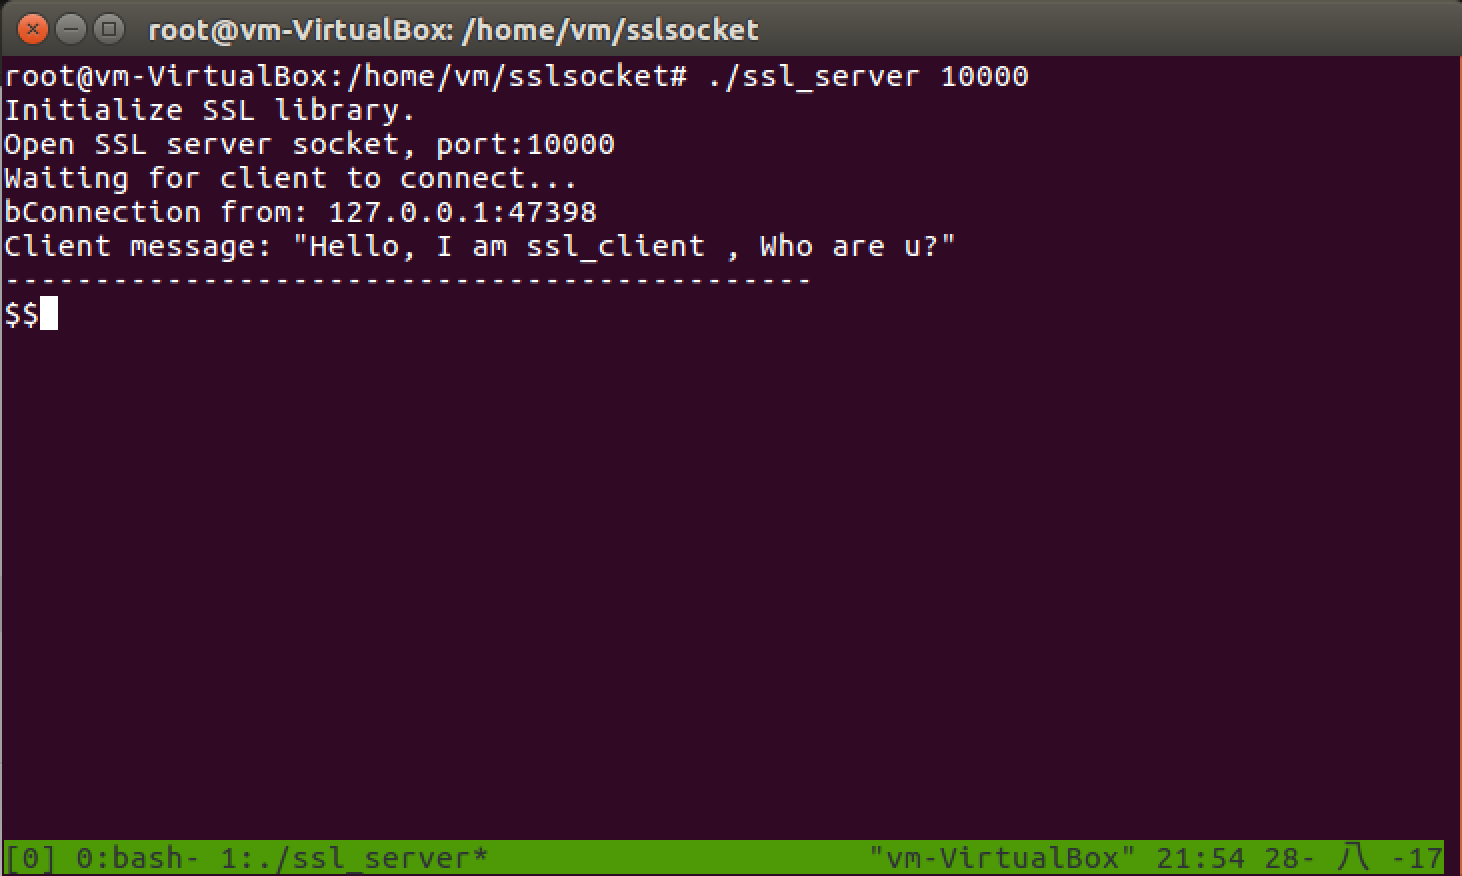 root@vm-VirtualBox: /home/vm/sslsocket
root@vm-VirtualBox:/home/vm/sslsocket# ./ssl_server 10000
Initialize SSL library.
Open SSL server socket, port:10000
Waiting for client to connect...
bConnection from: 127.0.0.1:47398
Client message: "Hello, I am ssl_client , Who are u?"
---------------------------------------------
$$
[0] 0:bash- 1:./ssl_server* "vm-VirtualBox" 21:54 28- 八 -17